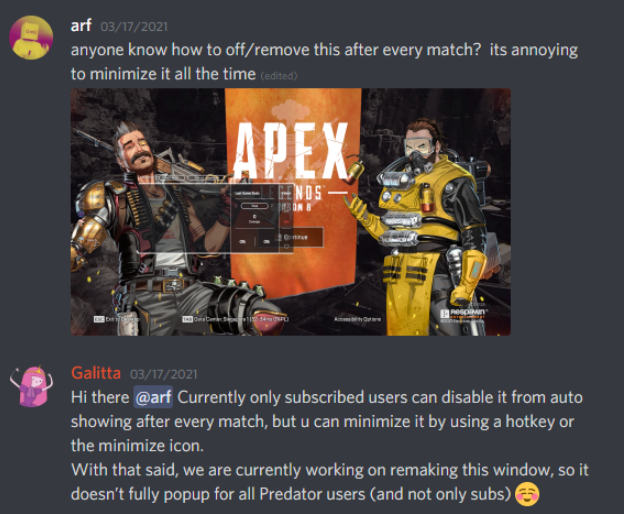 arf 03/17/2021
anyone know how to off/remove this after every match? its annoying
to minimize it all the time (edited)
APEX
ENDS
Continue
Accessibility Options
RESPAWN
Galitta 03/17/2021
Hi there @arf Currently only subscribed users can disable it from auto
showing after every match, but u can minimize it by using a hotkey or
the minimize icon.
With that said, we are currently working on remaking this window, so it
doesn't fully popup for all Predator users (and not only subs)